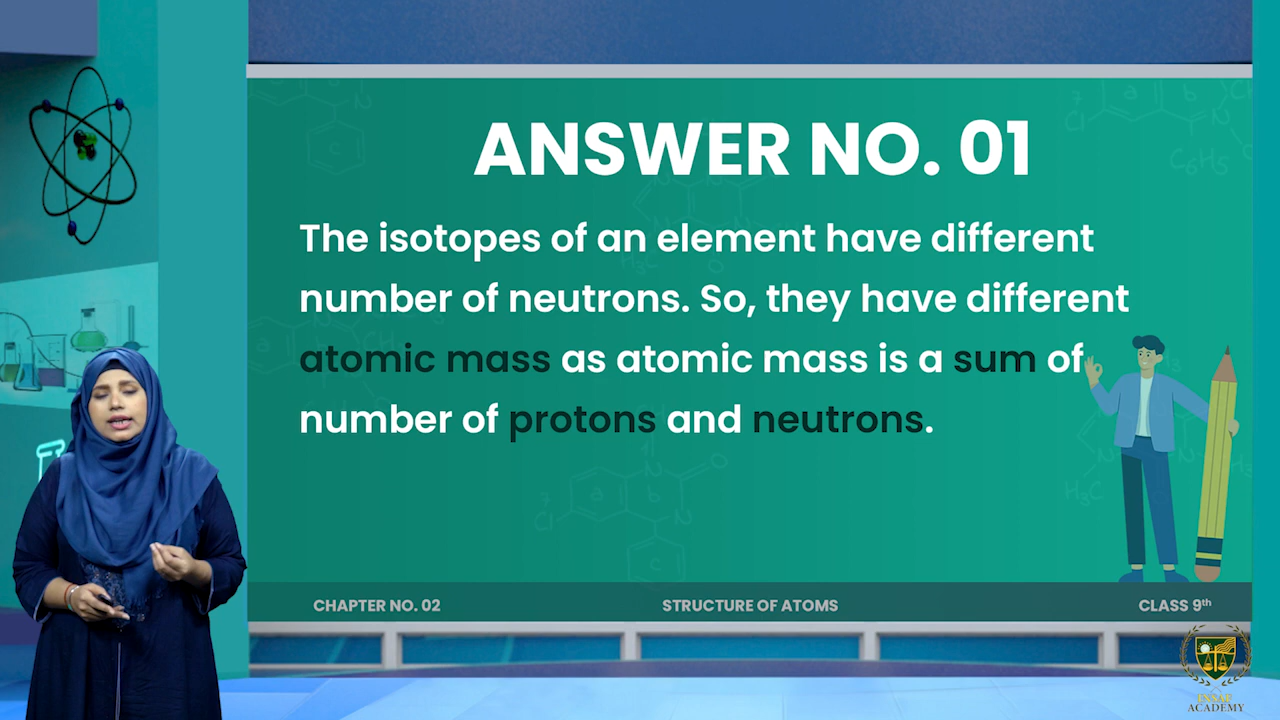 ANSWER NO. 01
The isotopes of an element have different
number of neutrons. So, they have different
atomic mass as atomic mass is a sum of
number of protons and neutrons.
CHAPTER NO. 02
STRUCTURE OF ATOMS
CLASS 9th
INSAF
ACADEMY